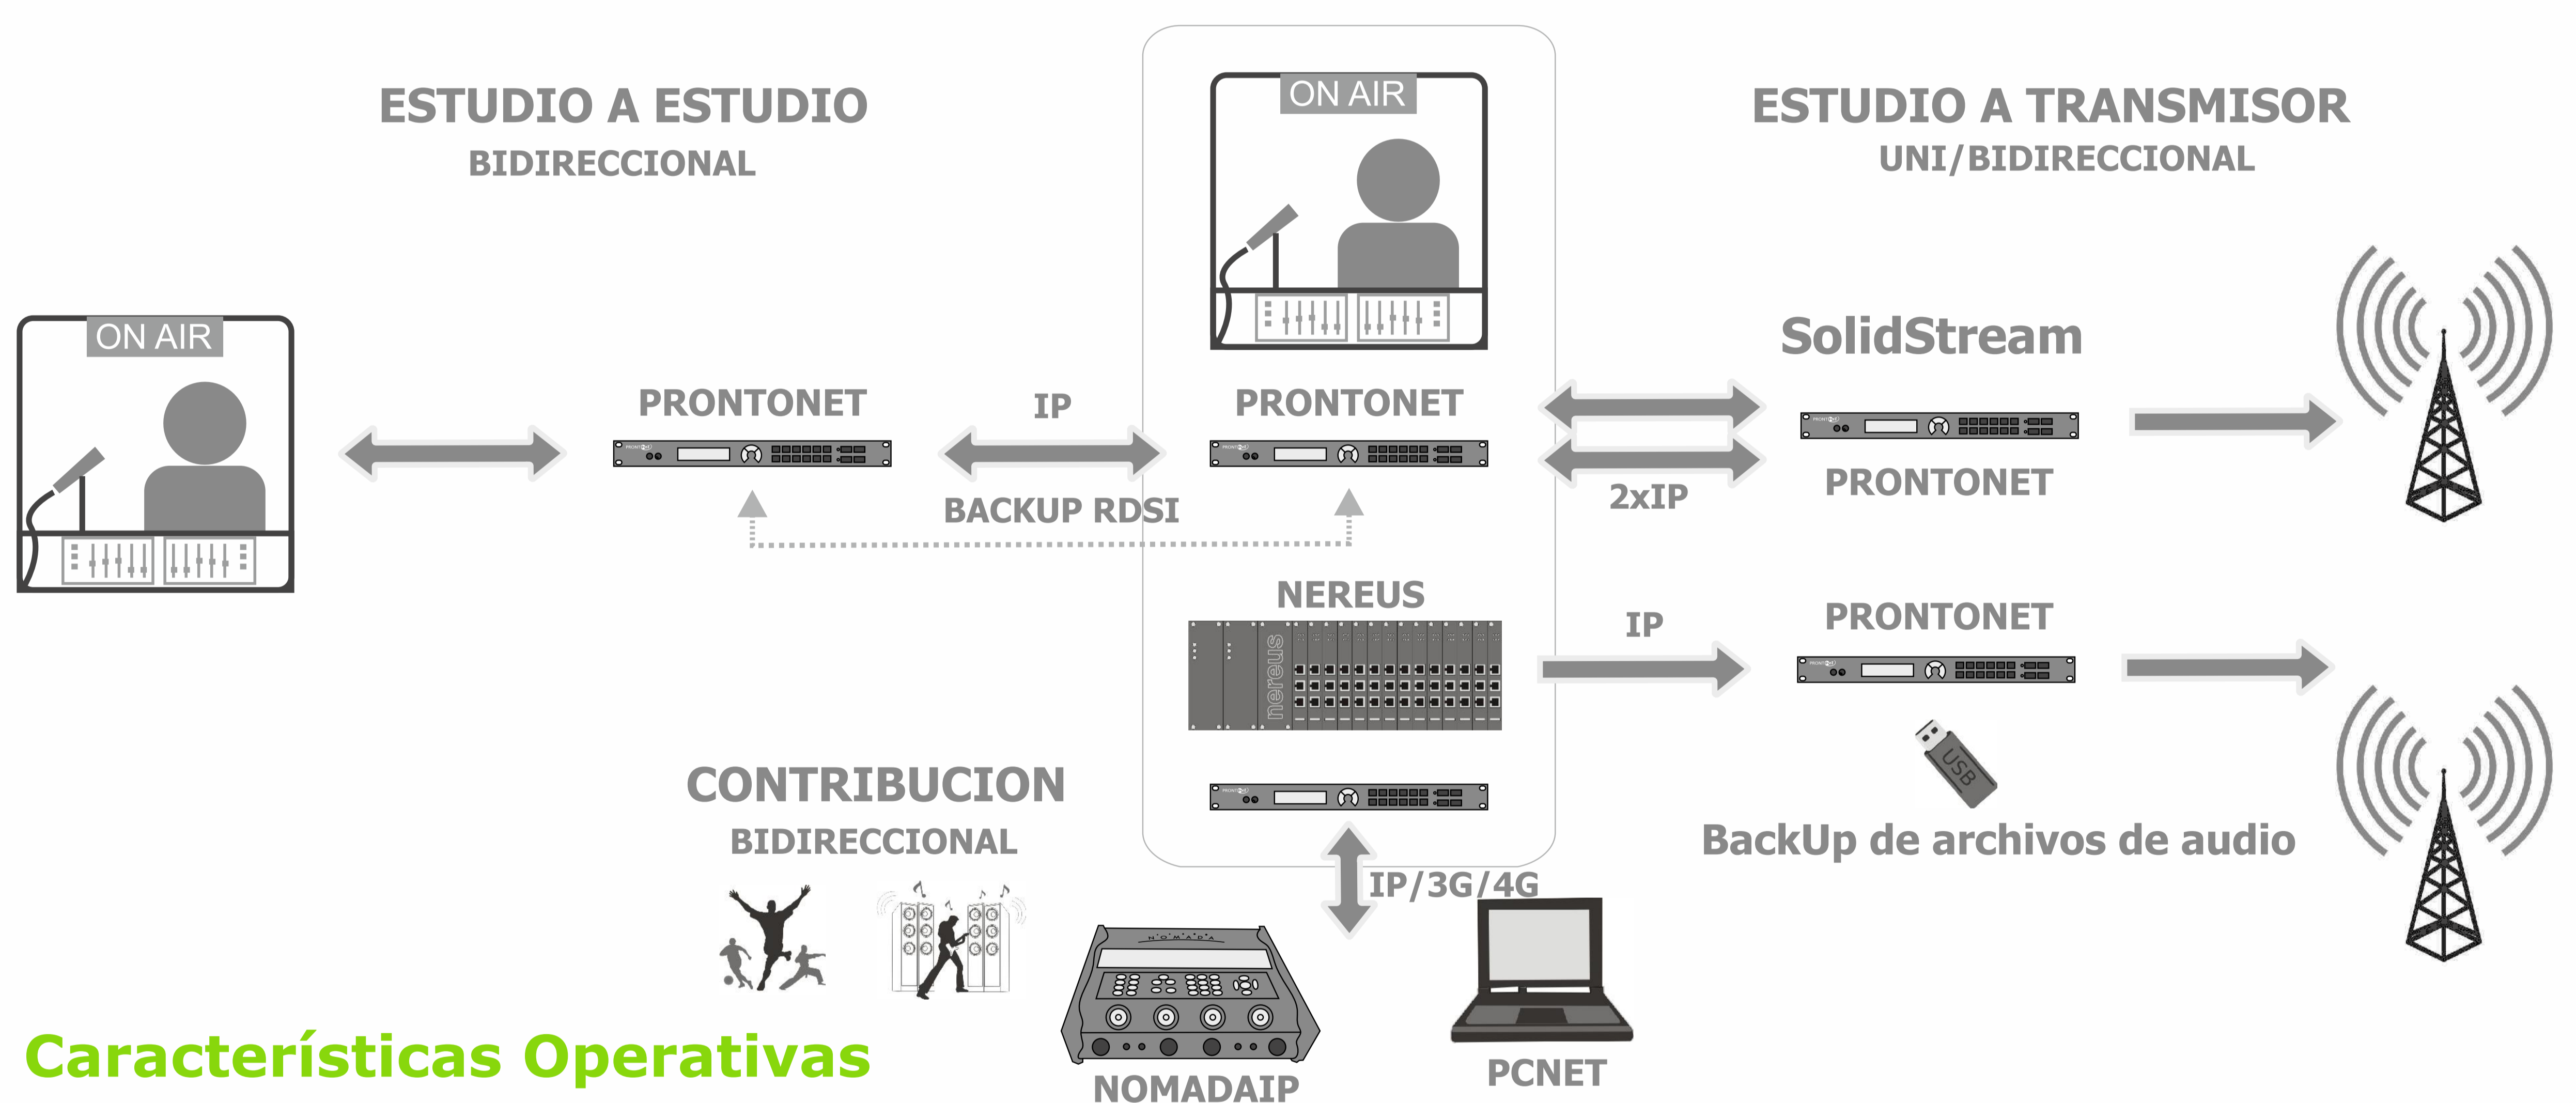 ESTUDIO A ESTUDIO
BIDIRECCIONAL
ON AIR
ESTUDIO A TRANSMISOR
UNI/BIDIRECCIONAL
ON AIR
SolidStream
PRONTONET
IP
PRONTONET
BACKUP RDSI
2xIP
PRONTONET
NEREUS
nereus
IP
PRONTONET
USB
CONTRIBUCION
BIDIRECCIONAL
BackUp de archivos de audio
IP/3G/4G
NOMADA
Características Operativas
NOMADAIP
PCNET